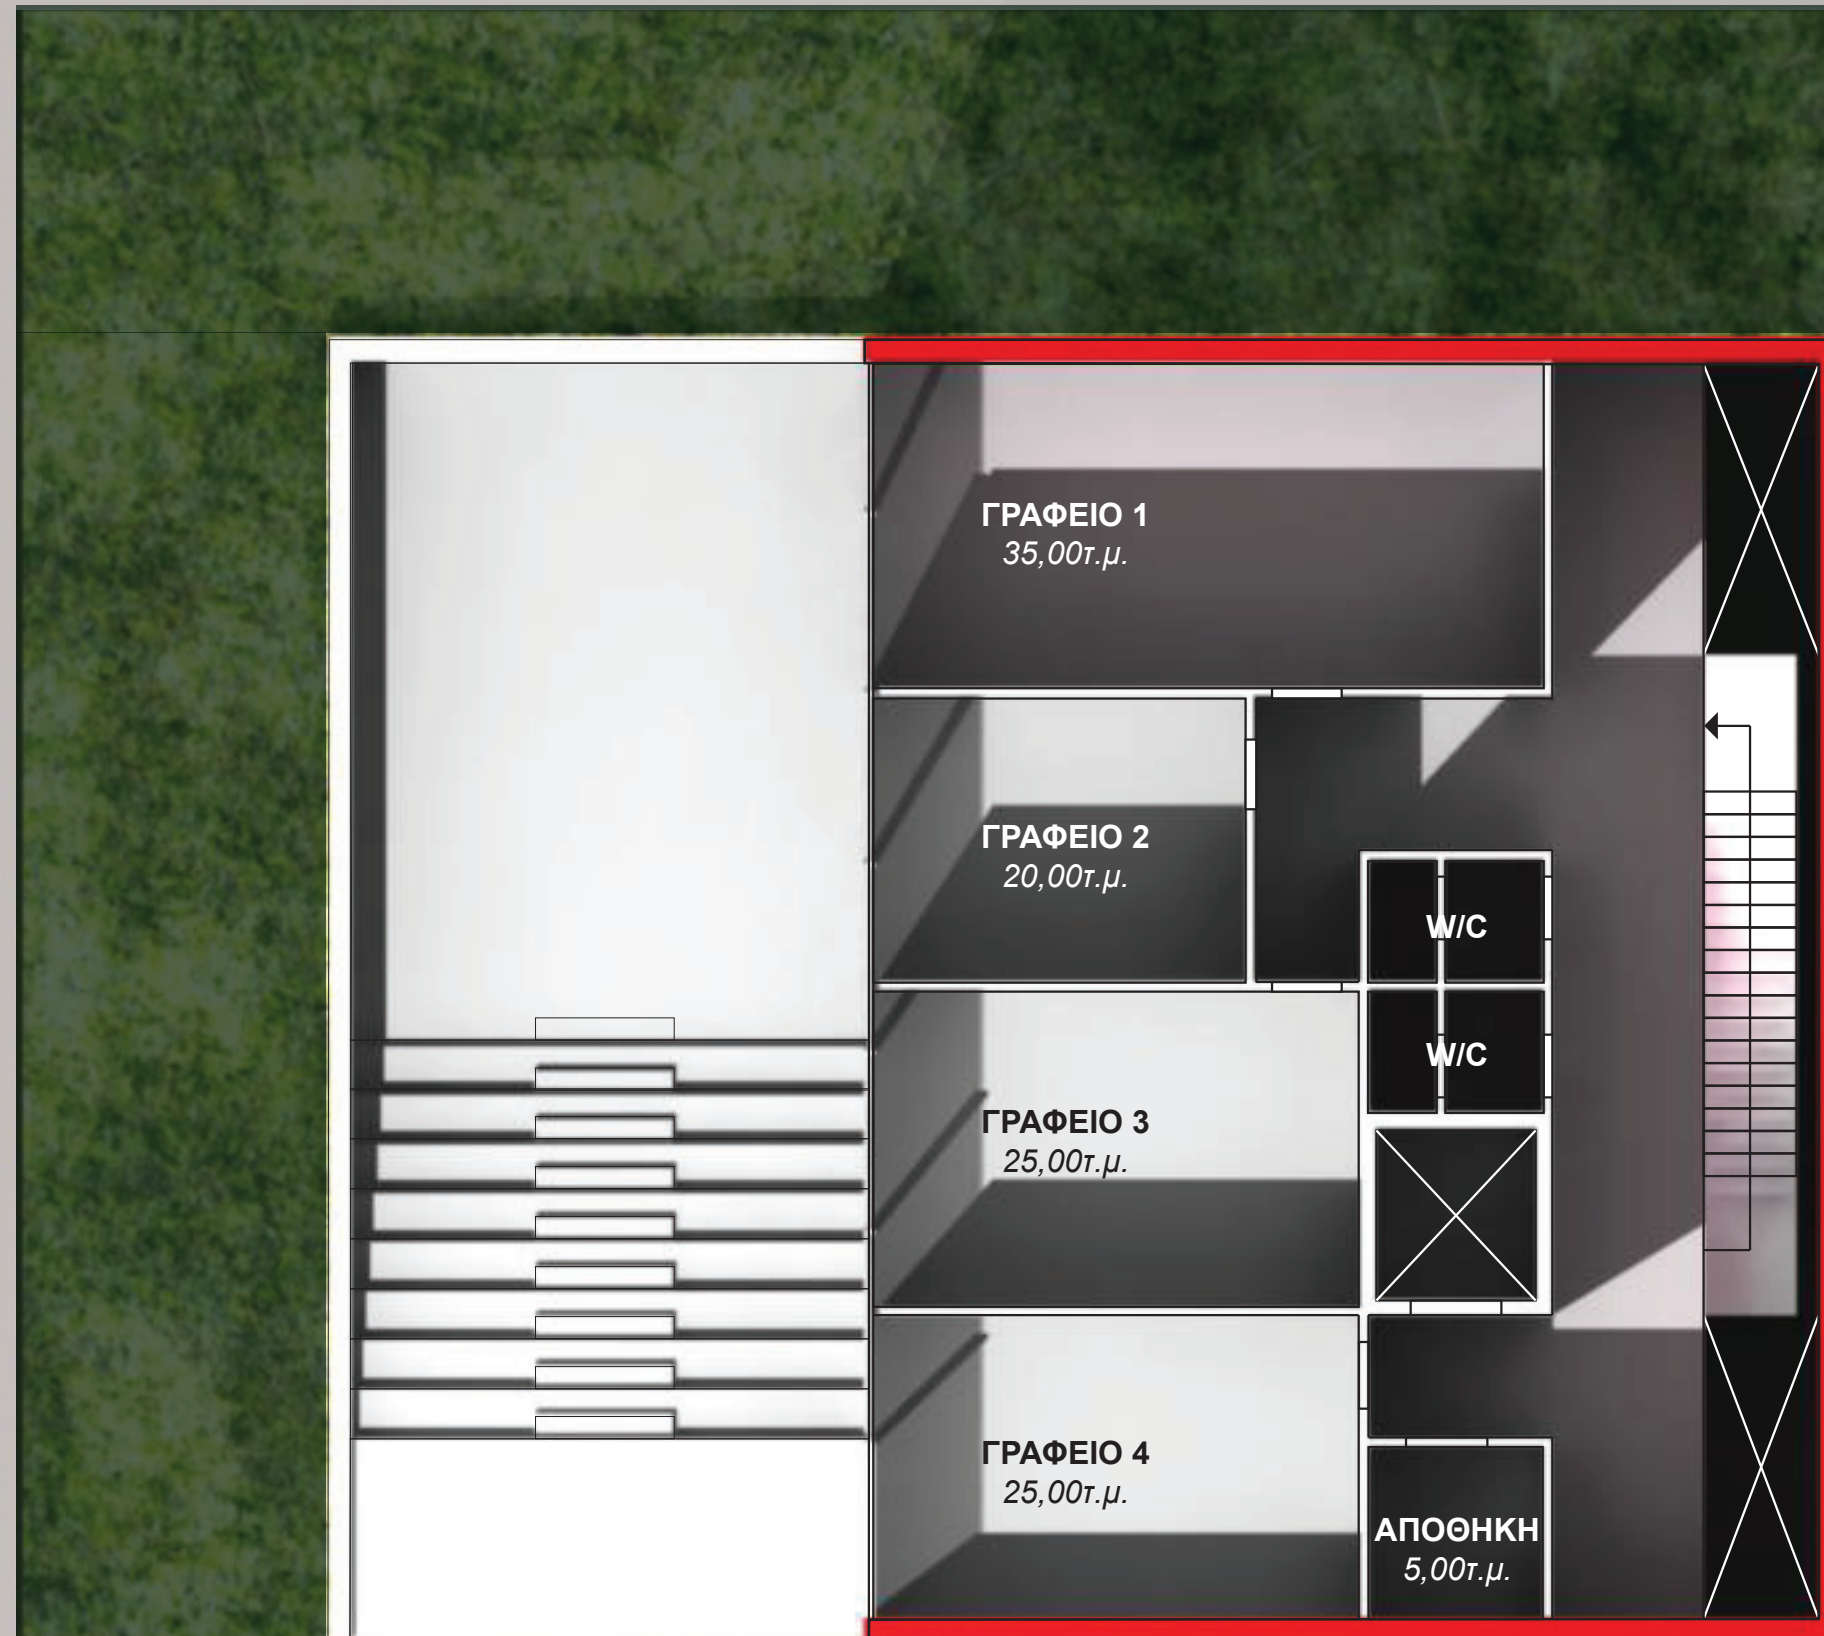 ΓΡΑΦΕΙΟ 1
35,00τ.μ.
ΓΡΑΦΕΙΟ 2
20,00τ.μ.
W/C
W/C
ΓΡΑΦΕΙΟ 3
25,00τ.μ.
ΓΡΑΦΕΙΟ 4
25,00τ.μ.
ΑΠΟΘΗΚΗ
5,00τ.μ.